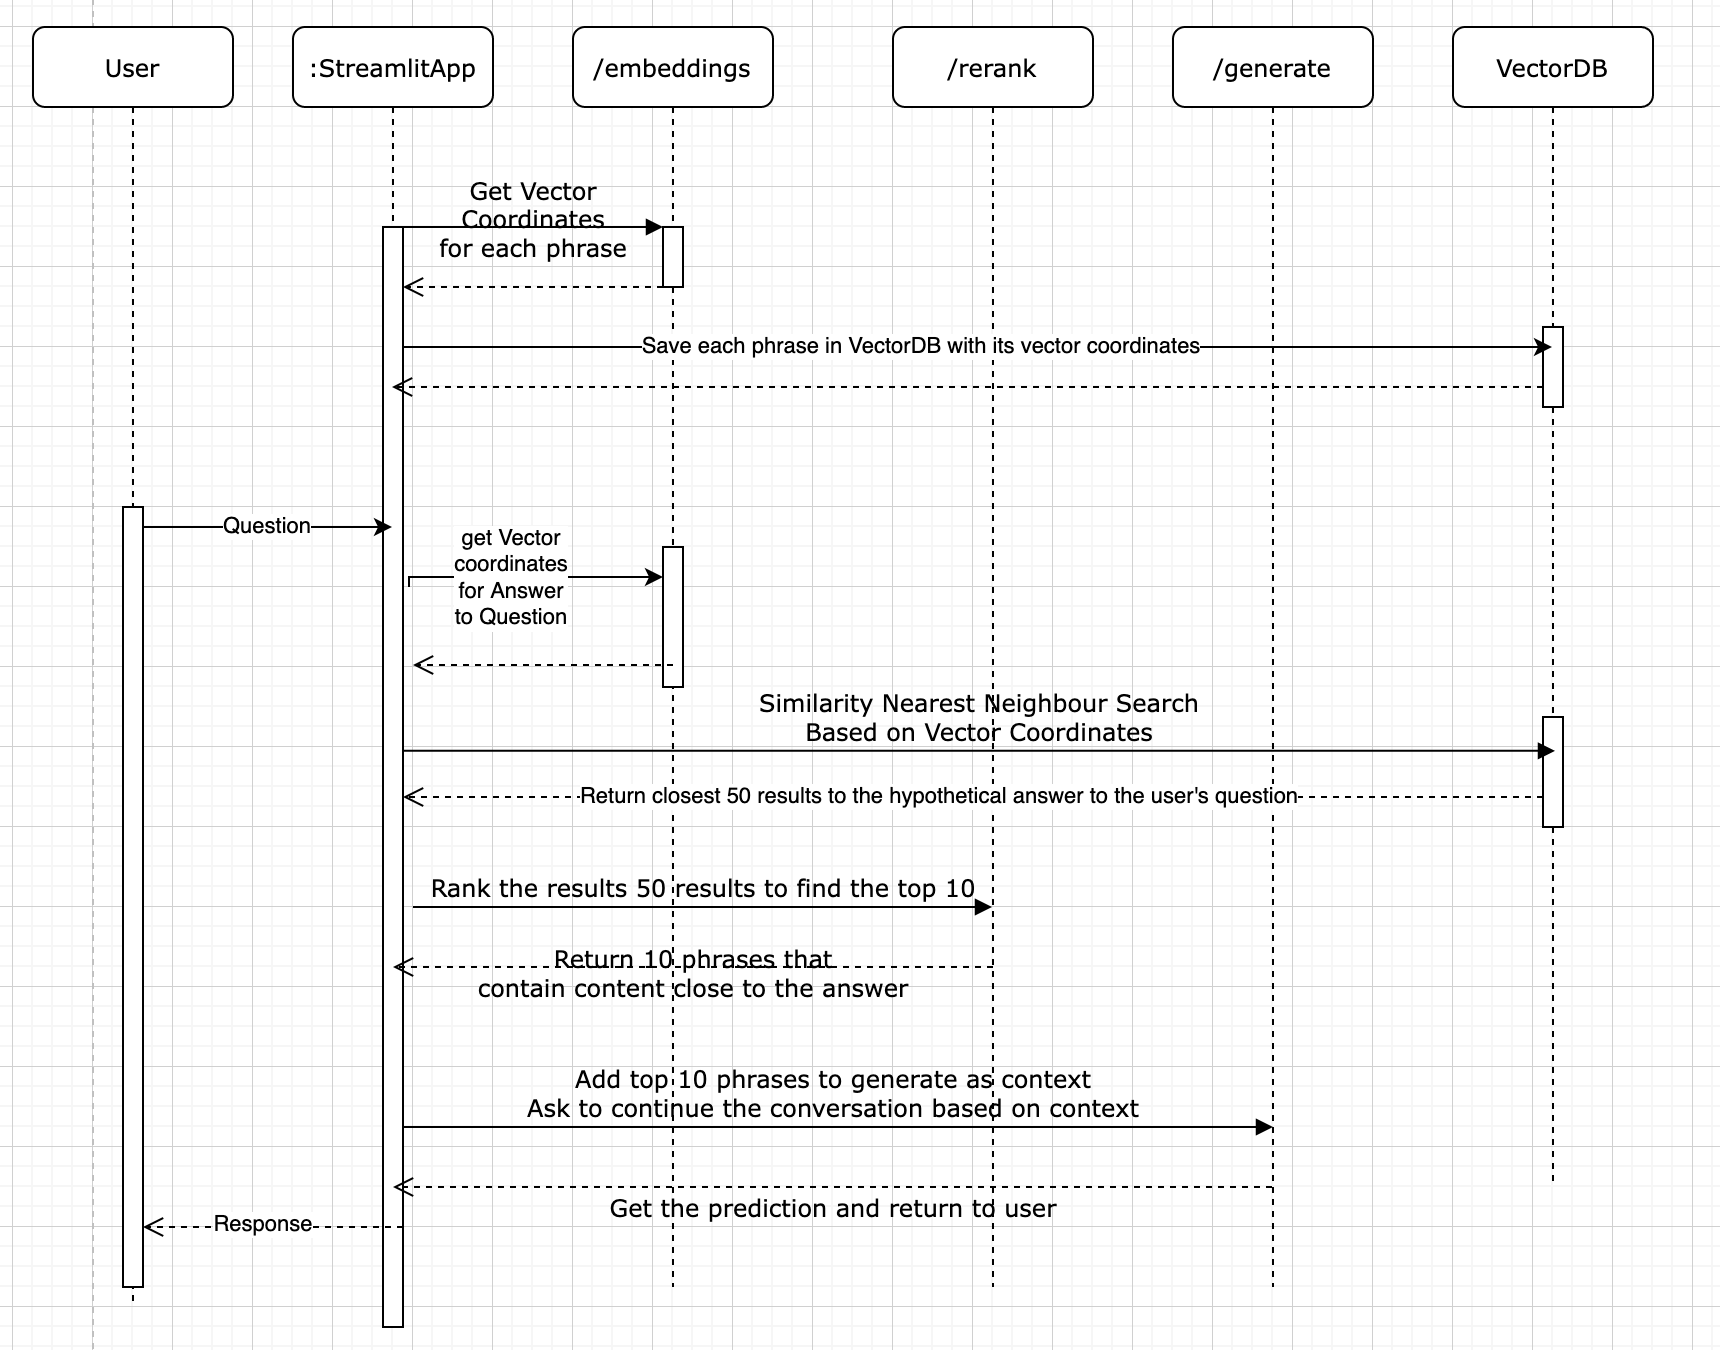 User
:StreamlitApp
/embeddings
/rerank
/generate
VectorDB
Get Vector
Coordinates
for each phrase
Save each phrase in VectorDB with its vector coordinates
Question
get Vector
coordinates
for Answer
to Question
Similarity Nearest Neighbour Search
Based on Vector Coordinates
Return closest 50 results to the hypothetical answer to the user's question
Rank the results 50 results to find the top 10
Return 10 phrases that
contain content close to the answer
Add top 10 phrases to generate as context
Ask to continue the conversation based on context
Get the prediction and return to user
Response